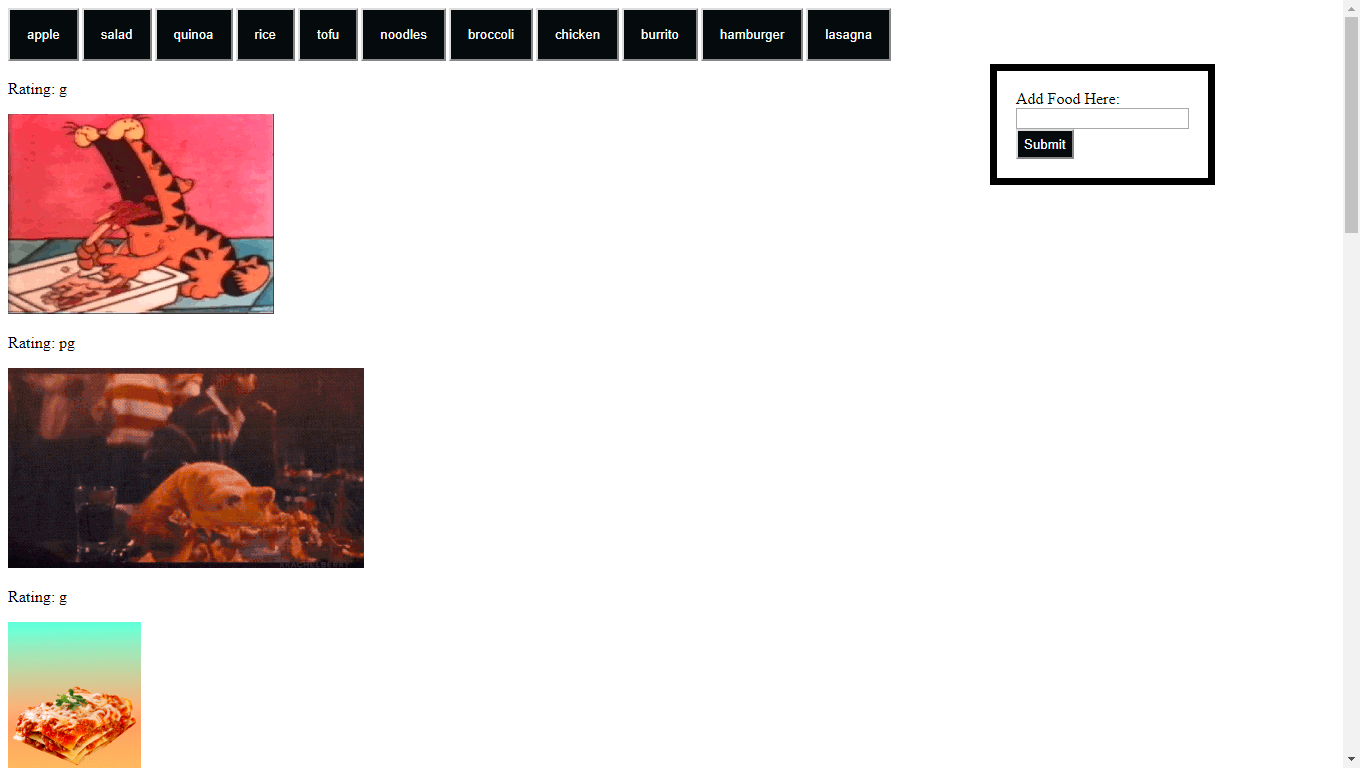 apple salad quinoa rice tofu noodles broccoli chicken burrito hamburger lasagna
Rating: g
Add Food Here:
Submit
Rating: pg
Rating: g